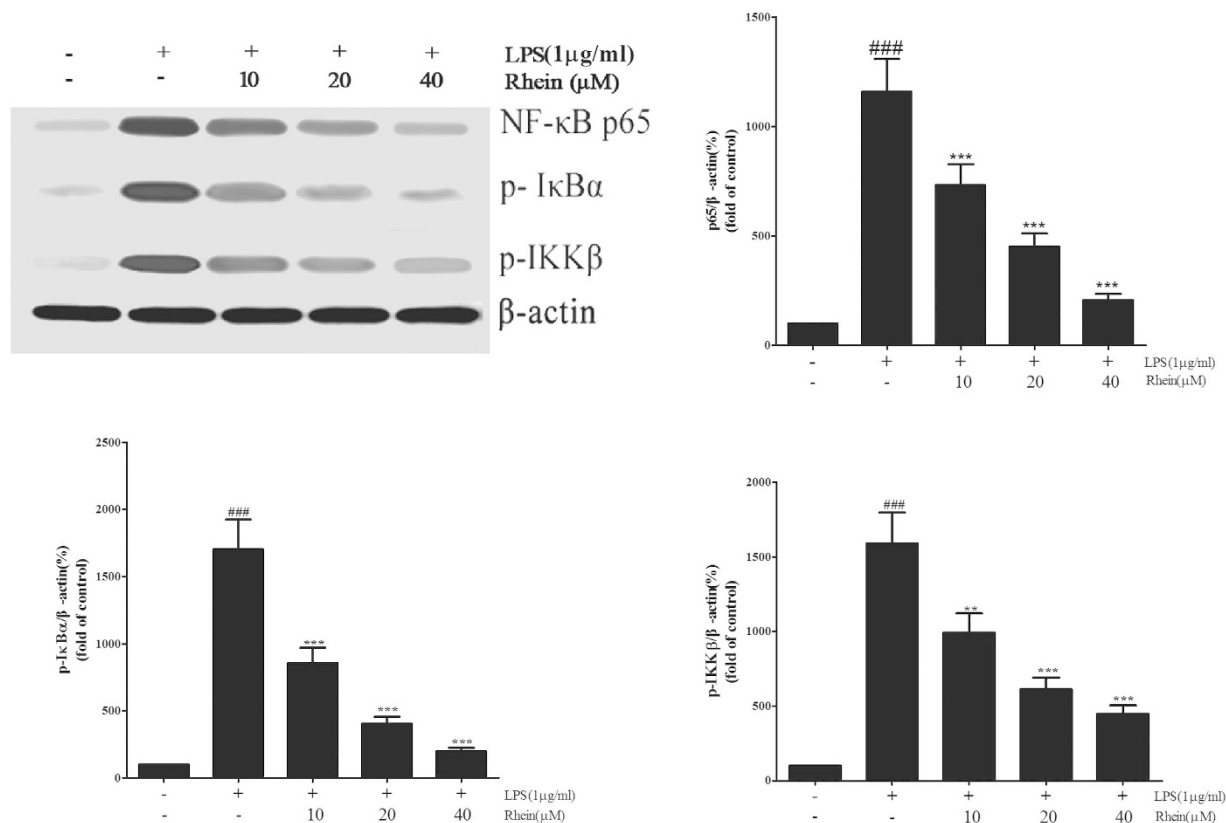 - + + + + LPS(1μg/ml)
- - 10 20 40 Rhein (μM)
NF-κB p65
p- IκBα
p-IKKβ
β-actin
p65/β -actin(%)
(fold of control)
1500
1000
500
0
###
***
***
***
- + + + + LPS(1μg/ml)
- - 10 20 40 Rhein(μM)
p-IκBα/β -actin(%)
(fold of control)
2500
2000
1500
1000
500
0
###
***
***
***
- + + + + LPS(1μg/ml)
- - 10 20 40 Rhein(μM)
p-IKK β/β -actin(%)
(fold of control)
2000
1500
1000
500
0
###
**
***
***
- + + + + LPS(1μg/ml)
- - 10 20 40 Rhein(μM)